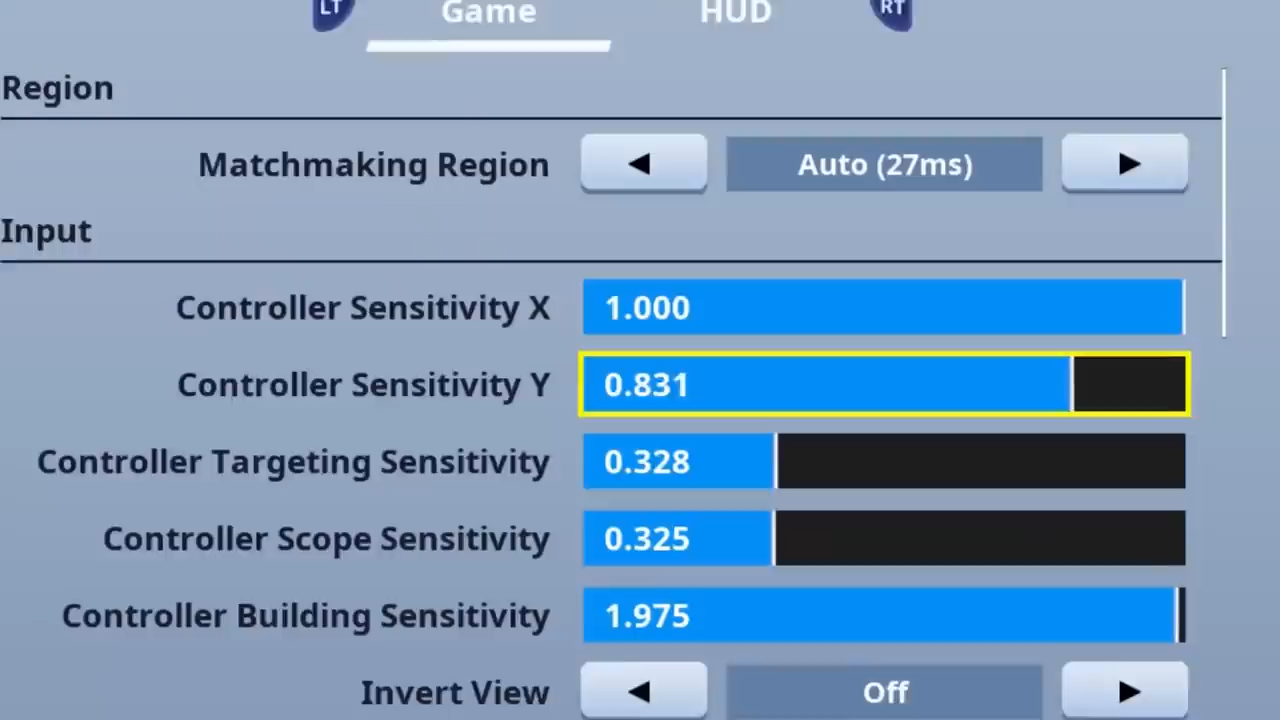 LT Game HUD RT
Region
Matchmaking Region ◀ Auto (27ms) ▶
Input
Controller Sensitivity X 1.000
Controller Sensitivity Y 0.831
Controller Targeting Sensitivity 0.328
Controller Scope Sensitivity 0.325
Controller Building Sensitivity 1.975
Invert View ◀ Off ▶